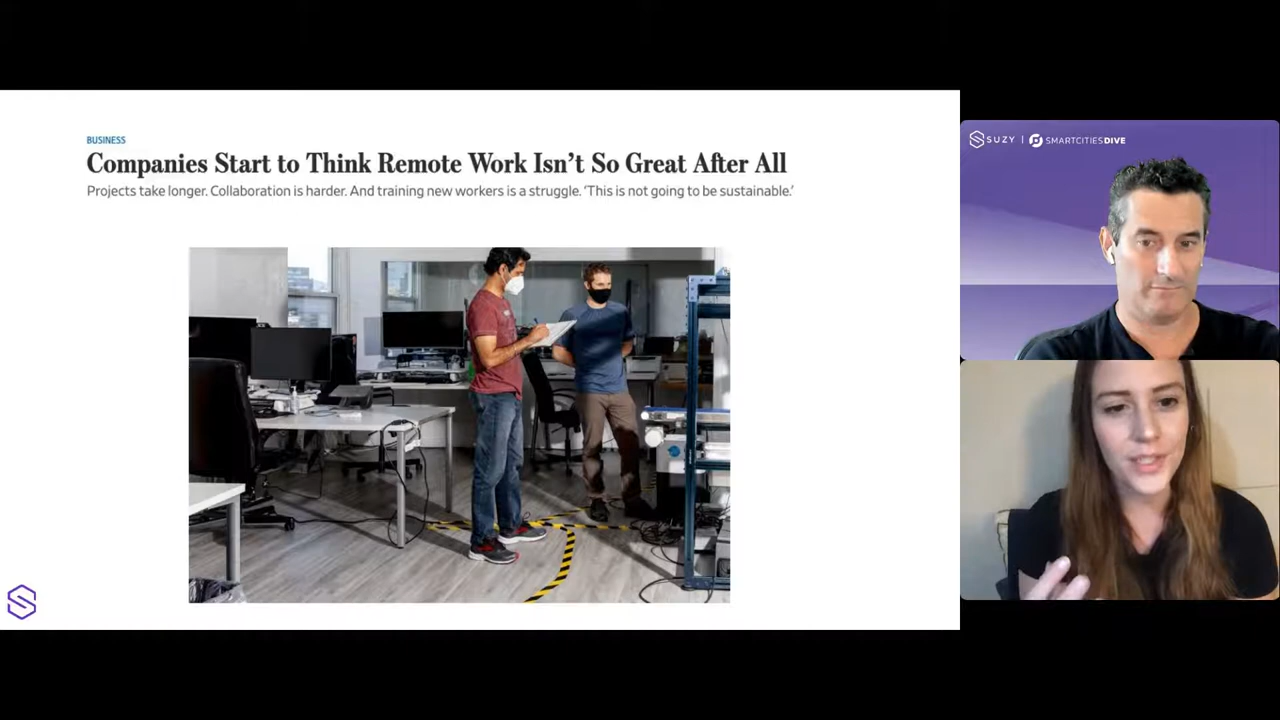 BUSINESS
Companies Start to Think Remote Work Isn't So Great After All
Projects take longer. Collaboration is harder. And training new workers is a struggle. 'This is not going to be sustainable.'
SUZY | SMARTCITIESDIVE